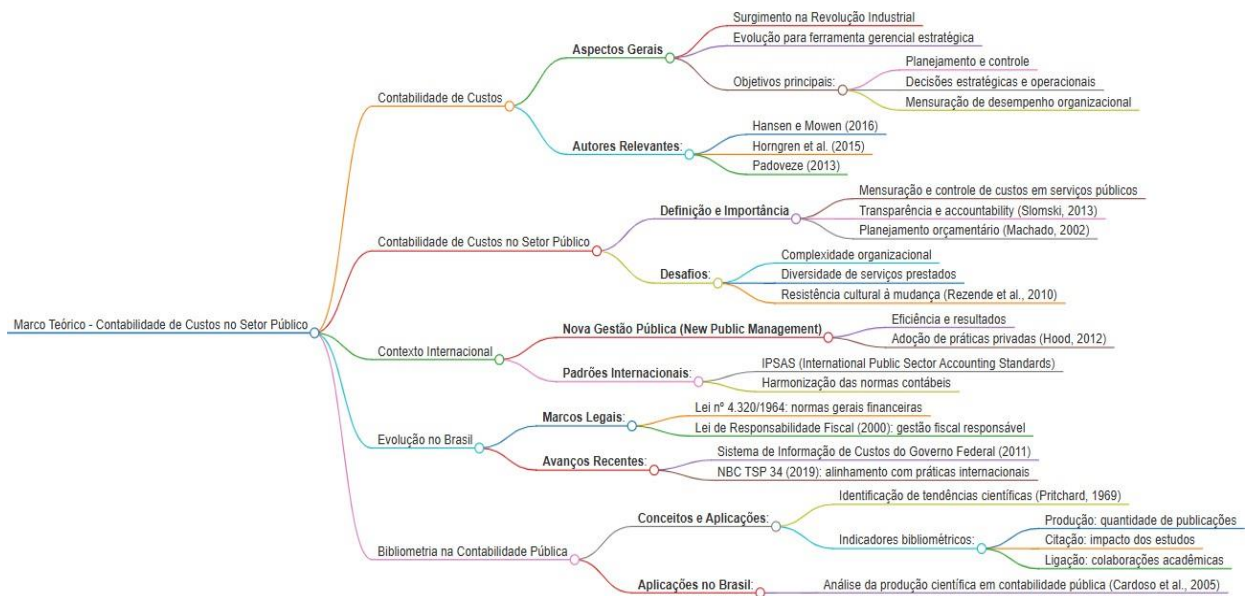 Marco Teórico - Contabilidade de Custos no Setor Público
Contabilidade de Custos
Aspectos Gerais
Surgimento na Revolução Industrial
Evolução para ferramenta gerencial estratégica
Objetivos principais:
Planejamento e controle
Decisões estratégicas e operacionais
Mensuração de desempenho organizacional
Autores Relevantes:
Hansen e Mowen (2016)
Horngren et al. (2015)
Padoveze (2013)
Contabilidade de Custos no Setor Público
Definição e Importância
Mensuração e controle de custos em serviços públicos
Transparência e accountability (Slomski, 2013)
Planejamento orçamentário (Machado, 2002)
Desafios:
Complexidade organizacional
Diversidade de serviços prestados
Resistência cultural à mudança (Rezende et al., 2010)
Contexto Internacional
Nova Gestão Pública (New Public Management)
Eficiência e resultados
Adoção de práticas privadas (Hood, 2012)
Padrões Internacionais:
IPSAS (International Public Sector Accounting Standards)
Harmonização das normas contábeis
Evolução no Brasil
Marcos Legais:
Lei nº 4.320/1964: normas gerais financeiras
Lei de Responsabilidade Fiscal (2000): gestão fiscal responsável
Avanços Recentes:
Sistema de Informação de Custos do Governo Federal (2011)
NBC TSP 34 (2019): alinhamento com práticas internacionais
Bibliometria na Contabilidade Pública
Conceitos e Aplicações:
Identificação de tendências científicas (Pritchard, 1969)
Indicadores bibliométricos:
Produção: quantidade de publicações
Citação: impacto dos estudos
Ligação: colaborações acadêmicas
Aplicações no Brasil:
Análise da produção científica em contabilidade pública (Cardoso et al., 2005)